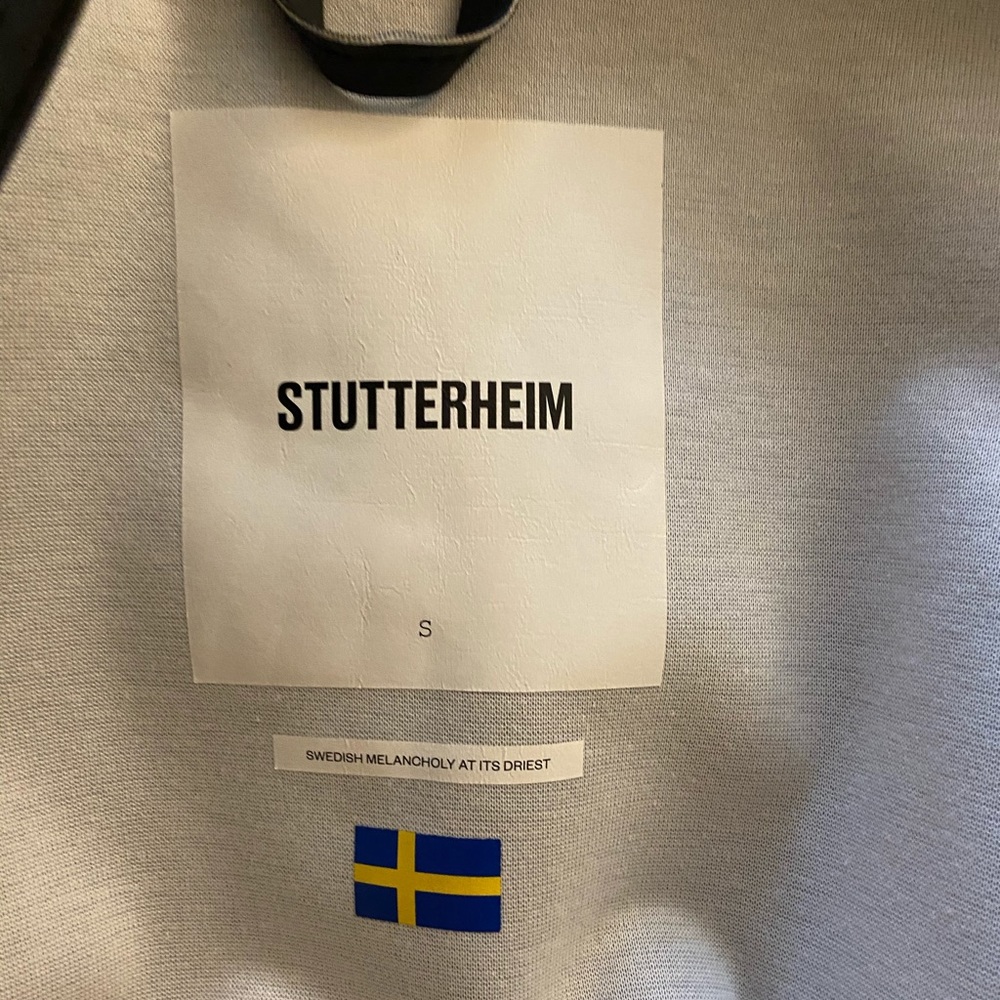 STUTTERHEIM
S
SWEDISH MELANCHOLY AT ITS DRIEST